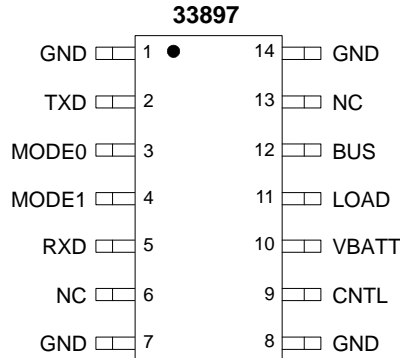 33897
GND 1 14 GND
TXD 2 13 NC
MODE0 3 12 BUS
MODE1 4 11 LOAD
RXD 5 10 VBATT
NC 6 9 CNTL
GND 7 8 GND